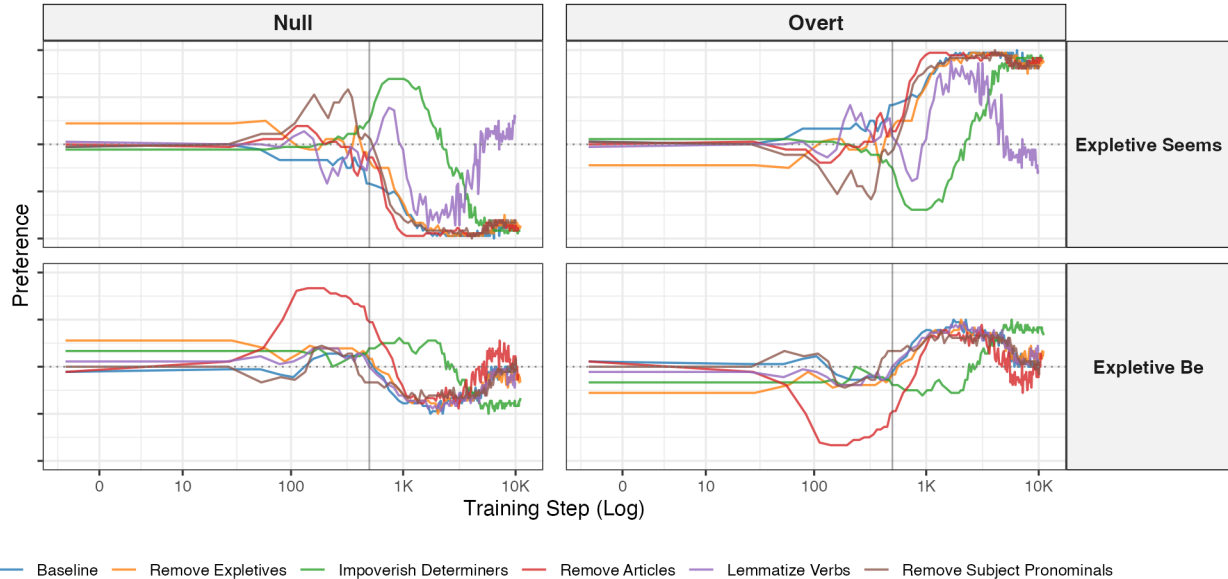 Null
Overt
Expletive Seems
Expletive Be
Preference
0 10 100 1K 10K
0 10 100 1K 10K
Training Step (Log)
Baseline Remove Expletives Impoverish Determiners Remove Articles Lemmatize Verbs Remove Subject Pronominals